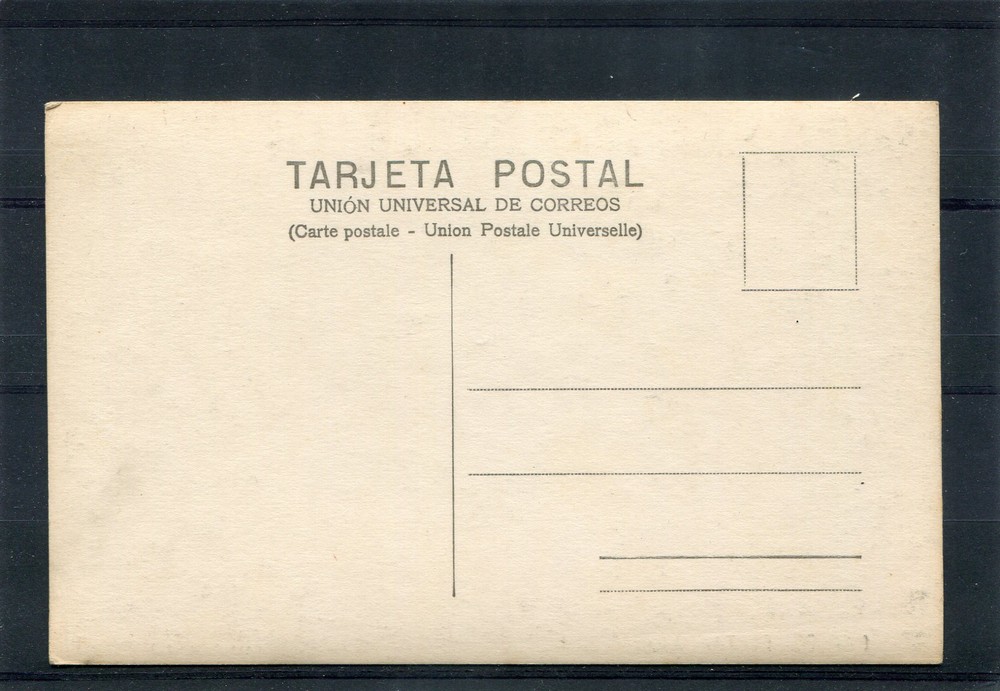 TARJETA POSTAL
UNIÓN UNIVERSAL DE CORREOS
(Carte postale - Union Postale Universelle)